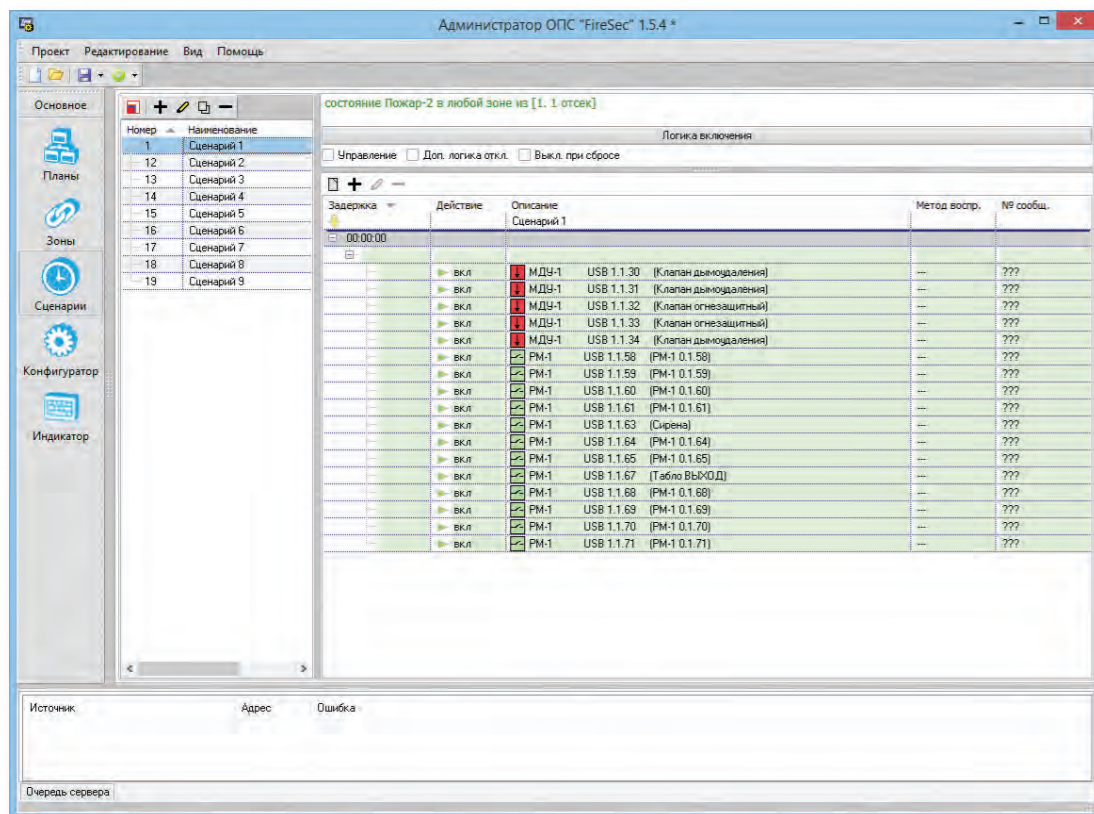 Администратор ОПС "FireSec" 1.5.4 *
Проект Редактирование Вид Помощь
Основное
Планы
Зоны
Сценарии
Конфигуратор
Индикатор
Номер Наименование
1 Сценарий 1
12 Сценарий 2
13 Сценарий 3
14 Сценарий 4
15 Сценарий 5
16 Сценарий 6
17 Сценарий 7
18 Сценарий 8
19 Сценарий 9
состояние Пожар-2 в любой зоне из [1. 1 отсек]
Логика включения
Управление Доп. логика откл. Выкл. при сбросе
Задержка Действие Описание Метод воспр. № сообщ.
Сценарий 1
00:00:00
вкл МДУ-1 USB 1.1.30 (Клапан дымоудаления) --- ???
вкл МДУ-1 USB 1.1.31 (Клапан дымоудаления) --- ???
вкл МДУ-1 USB 1.1.32 (Клапан огнезащитный) --- ???
вкл МДУ-1 USB 1.1.33 (Клапан огнезащитный) --- ???
вкл МДУ-1 USB 1.1.34 (Клапан дымоудаления) --- ???
вкл РМ-1 USB 1.1.58 (РМ-1 0.1.58) --- ???
вкл РМ-1 USB 1.1.59 (РМ-1 0.1.59) --- ???
вкл РМ-1 USB 1.1.60 (РМ-1 0.1.60) --- ???
вкл РМ-1 USB 1.1.61 (РМ-1 0.1.61) --- ???
вкл РМ-1 USB 1.1.63 (Сирена) --- ???
вкл РМ-1 USB 1.1.64 (РМ-1 0.1.64) --- ???
вкл РМ-1 USB 1.1.65 (РМ-1 0.1.65) --- ???
вкл РМ-1 USB 1.1.67 (Табло ВЫХОД) --- ???
вкл РМ-1 USB 1.1.68 (РМ-1 0.1.68) --- ???
вкл РМ-1 USB 1.1.69 (РМ-1 0.1.69) --- ???
вкл РМ-1 USB 1.1.70 (РМ-1 0.1.70) --- ???
вкл РМ-1 USB 1.1.71 (РМ-1 0.1.71) --- ???
Источник Адрес Ошибка
Очередь сервера